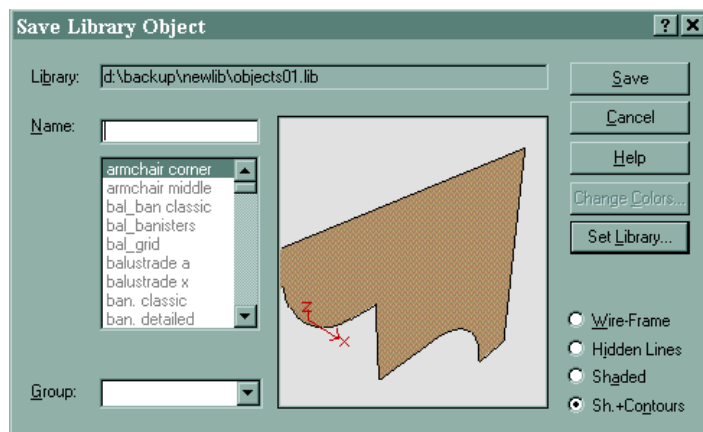 Save Library Object
Library:
d:\backup\newlib\objects01.lib
Name:
armchair corner
armchair middle
bal_ban classic
bal_banisters
bal_grid
balustrade a
balustrade x
ban. classic
ban. detailed
Group:
Z
X
Save
Cancel
Help
Change Colors...
Set Library...
Wire-Frame
Hidden Lines
Shaded
Sh.+Contours